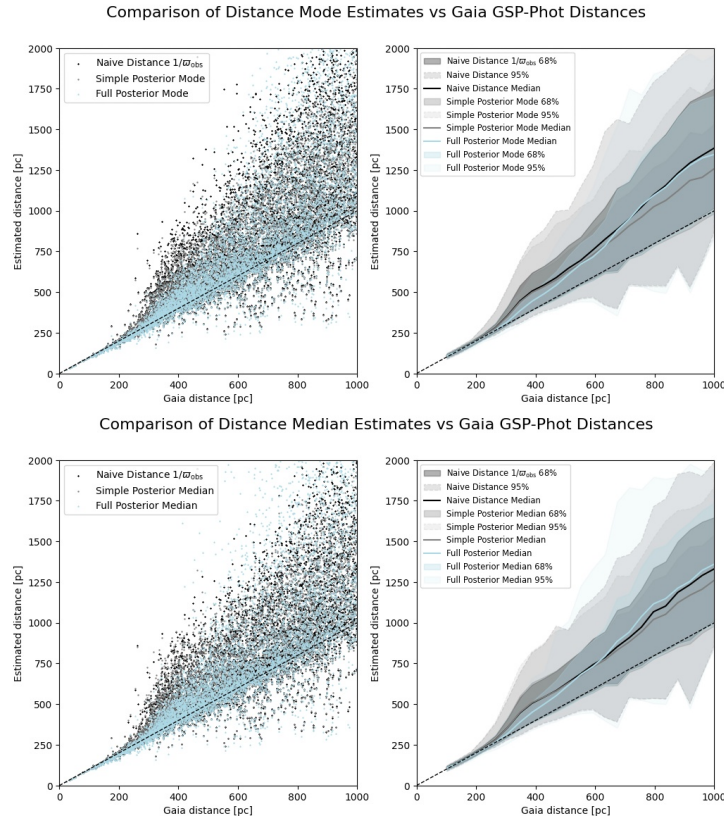 Comparison of Distance Mode Estimates vs Gaia GSP-Phot Distances
2000
1750
1500
1250
1000
750
500
250
0
Estimated distance [pc]
Naive Distance 1/ϖobs
Simple Posterior Mode
Full Posterior Mode
0 200 400 600 800 1000
Gaia distance [pc]
2000
1750
1500
1250
1000
750
500
250
0
Estimated distance [pc]
Naive Distance 1/ϖobs 68%
Naive Distance 95%
Naive Distance Median
Simple Posterior Mode 68%
Simple Posterior Mode 95%
Simple Posterior Mode Median
Full Posterior Mode Median
Full Posterior Mode 68%
Full Posterior Mode 95%
0 200 400 600 800 1000
Gaia distance [pc]
Comparison of Distance Median Estimates vs Gaia GSP-Phot Distances
2000
1750
1500
1250
1000
750
500
250
0
Estimated distance [pc]
Naive Distance 1/ϖobs
Simple Posterior Median
Full Posterior Median
0 200 400 600 800 1000
Gaia distance [pc]
2000
1750
1500
1250
1000
750
500
250
0
Estimated distance [pc]
Naive Distance 1/ϖobs 68%
Naive Distance 95%
Naive Distance Median
Simple Posterior Median 68%
Simple Posterior Median 95%
Simple Posterior Median
Full Posterior Median
Full Posterior Median 68%
Full Posterior Median 95%
0 200 400 600 800 1000
Gaia distance [pc]